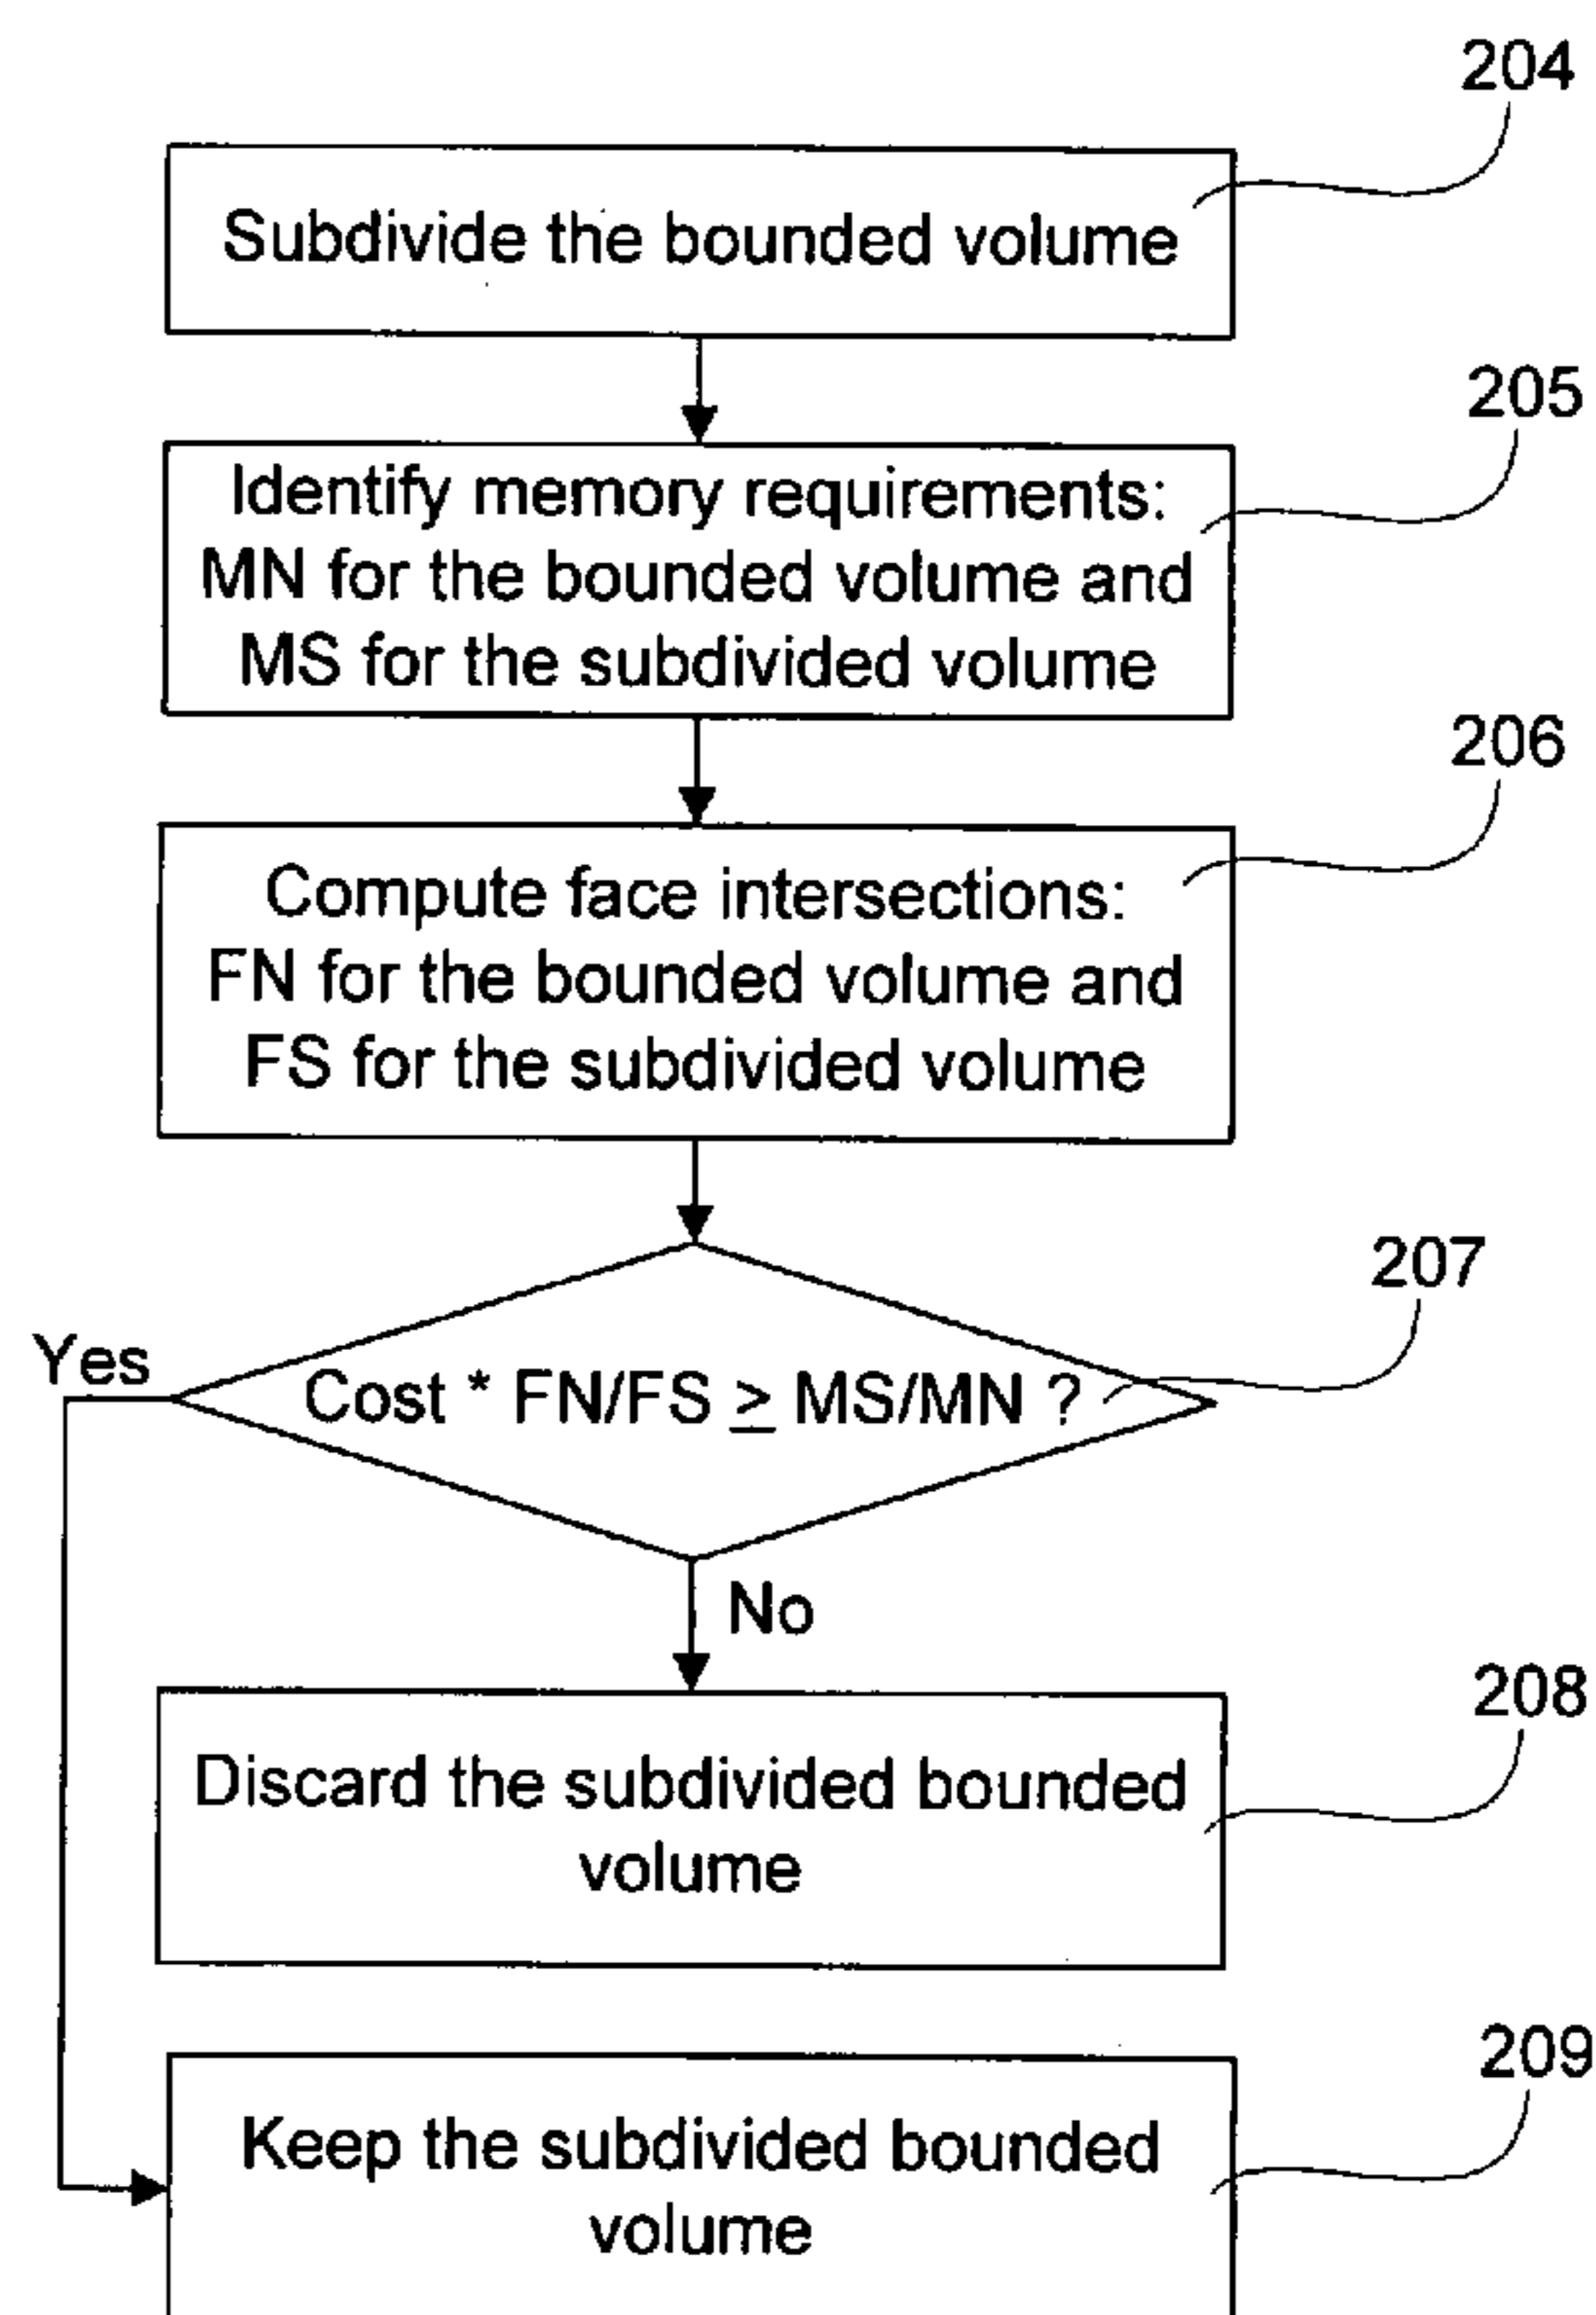 204
Subdivide the bounded volume
205
Identify memory requirements:
MN for the bounded volume and
MS for the subdivided volume
206
Compute face intersections:
FN for the bounded volume and
FS for the subdivided volume
207
Yes
Cost * FN/FS ≥ MS/MN ?
No
208
Discard the subdivided bounded
volume
209
Keep the subdivided bounded
volume